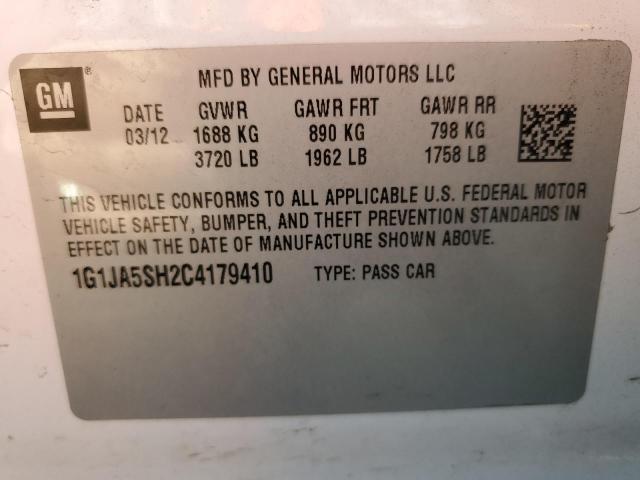 GM ®
MFD BY GENERAL MOTORS LLC
DATE GVWR GAWR FRT GAWR RR
03/12 1688 KG 890 KG 798 KG
3720 LB 1962 LB 1758 LB
THIS VEHICLE CONFORMS TO ALL APPLICABLE U.S. FEDERAL MOTOR
VEHICLE SAFETY, BUMPER, AND THEFT PREVENTION STANDARDS IN
EFFECT ON THE DATE OF MANUFACTURE SHOWN ABOVE.
1G1JA5SH2C4179410 TYPE: PASS CAR